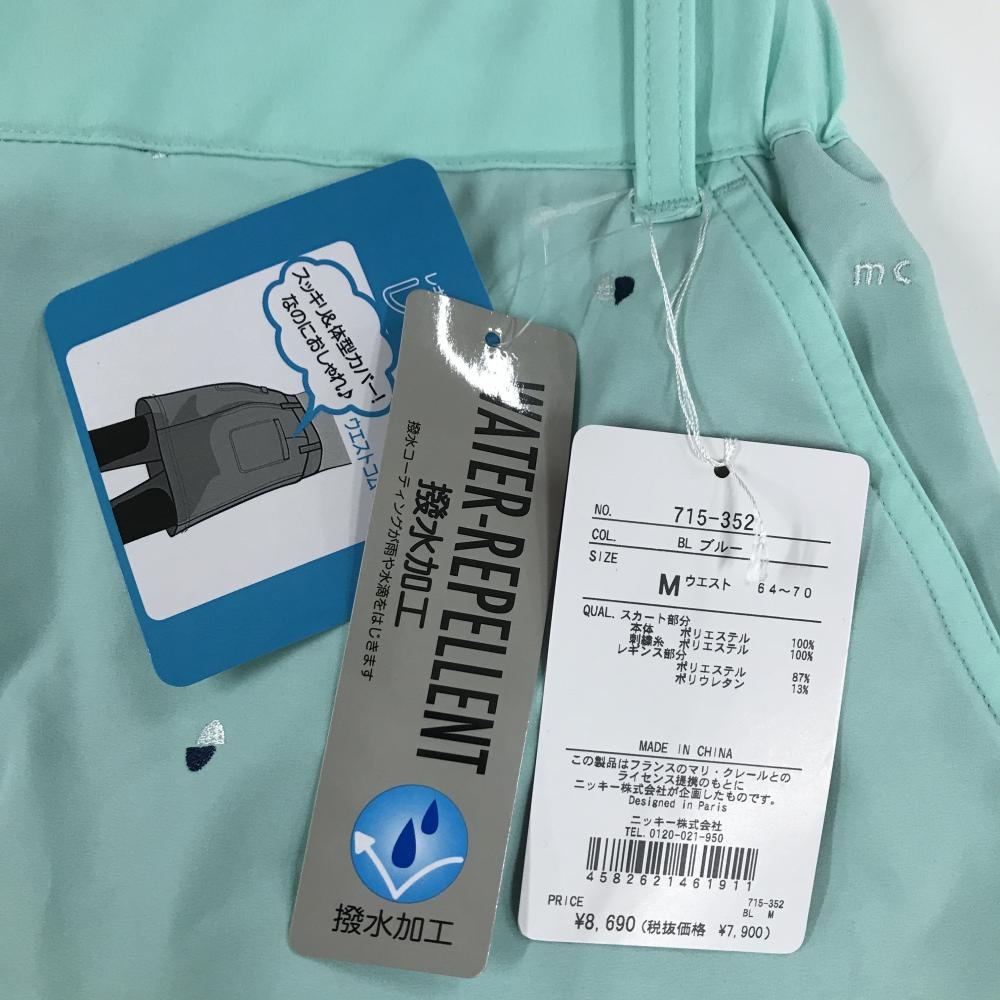 スッキリ&体型カバー!
なのにおしゃれ♪
ウエストゴム
WATER-REPELLENT
撥水加工
撥水コーティングが雨や水滴をはじきます
撥水加工
mc
NO. 715-352
COL. BL ブルー
SIZE
M ウエスト 64~70
QUAL. スカート部分
本体 ポリエステル 100%
刺繍糸 ポリエステル 100%
レギンス部分
ポリエステル 87%
ポリウレタン 13%
MADE IN CHINA
この製品はフランスのマリ・クレールとの
ライセンス提携のもとに
ニッキー株式会社が企画したものです。
Designed in Paris
ニッキー株式会社
TEL. 0120-021-950
4582621461911
PRICE 715-352
BL M
¥8,690 (税抜価格 ¥7,900)